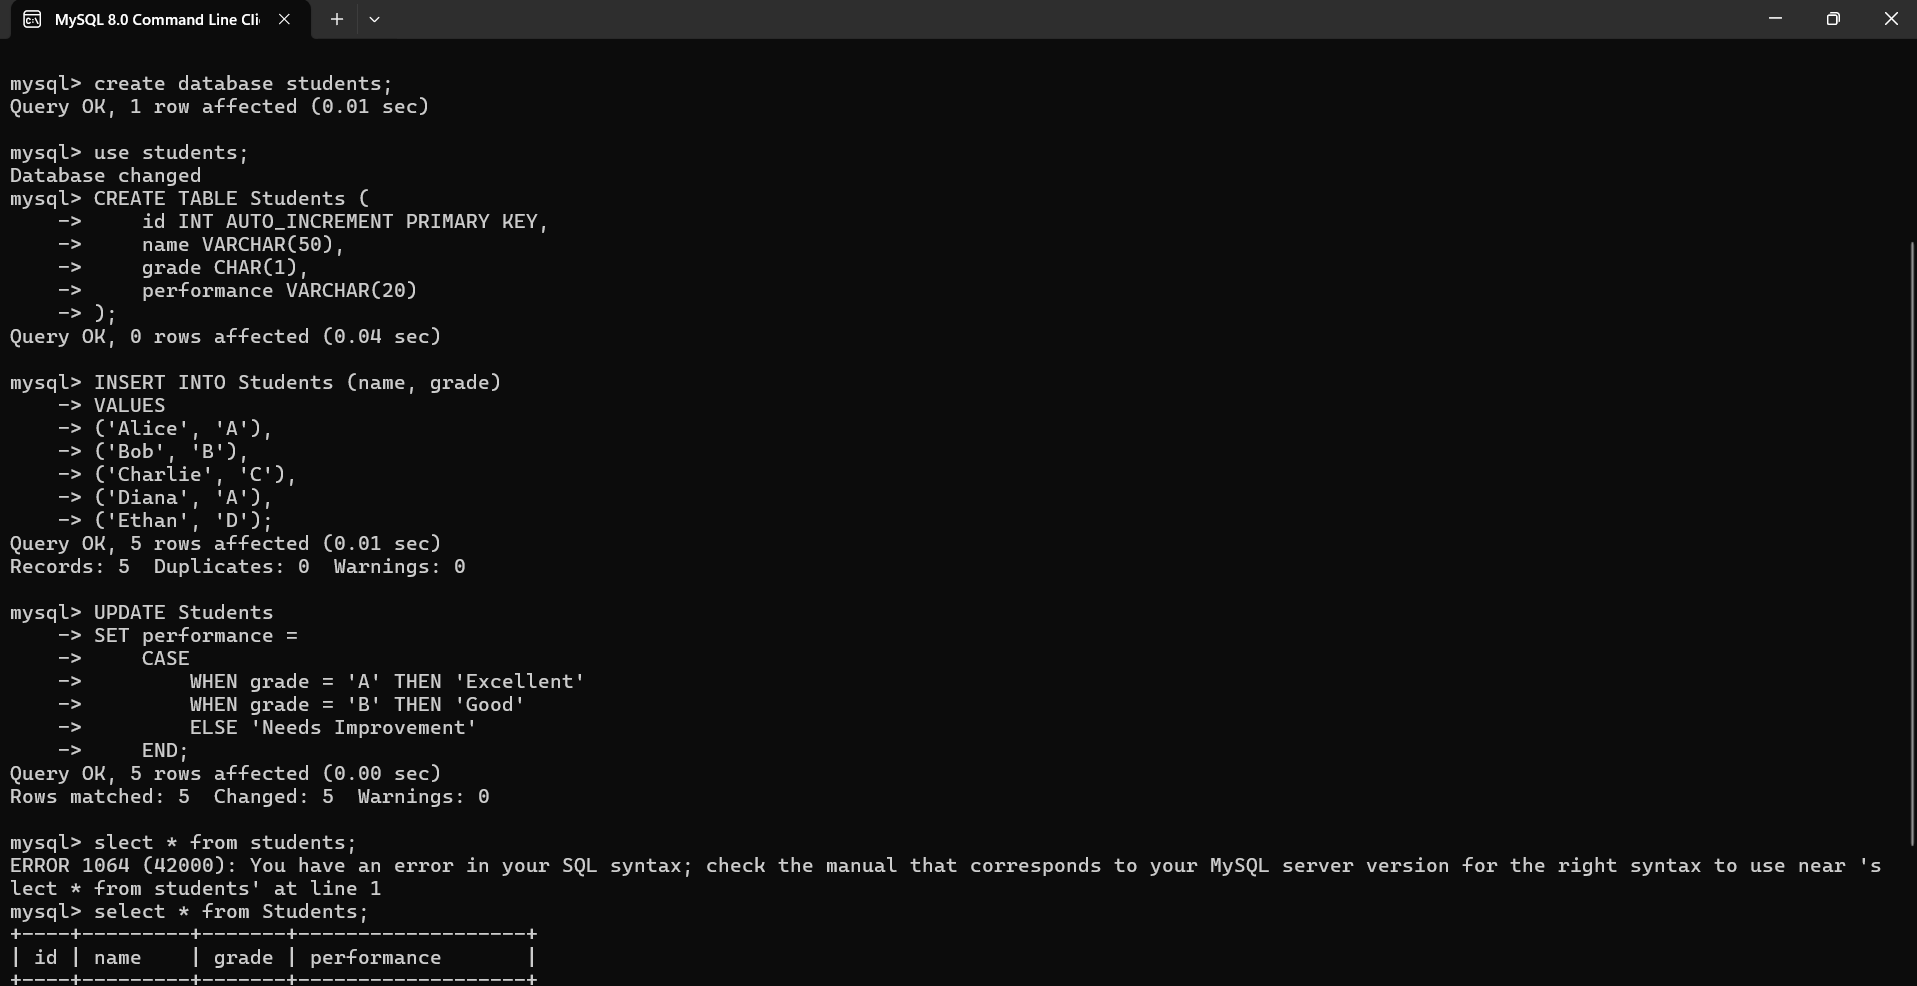 MySQL 8.0 Command Line Cli
mysql> create database students;
Query OK, 1 row affected (0.01 sec)
mysql> use students;
Database changed
mysql> CREATE TABLE Students (
    ->     id INT AUTO_INCREMENT PRIMARY KEY,
    ->     name VARCHAR(50),
    ->     grade CHAR(1),
    ->     performance VARCHAR(20)
    -> );
Query OK, 0 rows affected (0.04 sec)
mysql> INSERT INTO Students (name, grade)
    -> VALUES
    -> ('Alice', 'A'),
    -> ('Bob', 'B'),
    -> ('Charlie', 'C'),
    -> ('Diana', 'A'),
    -> ('Ethan', 'D');
Query OK, 5 rows affected (0.01 sec)
Records: 5  Duplicates: 0  Warnings: 0
mysql> UPDATE Students
    -> SET performance =
    ->     CASE
    ->         WHEN grade = 'A' THEN 'Excellent'
    ->         WHEN grade = 'B' THEN 'Good'
    ->         ELSE 'Needs Improvement'
    ->     END;
Query OK, 5 rows affected (0.00 sec)
Rows matched: 5  Changed: 5  Warnings: 0
mysql> slect * from students;
ERROR 1064 (42000): You have an error in your SQL syntax; check the manual that corresponds to your MySQL server version for the right syntax to use near 's
lect * from students' at line 1
mysql> select * from Students;
+----+---------+-------+-------------------+
| id | name    | grade | performance       |
+----+---------+-------+-------------------+